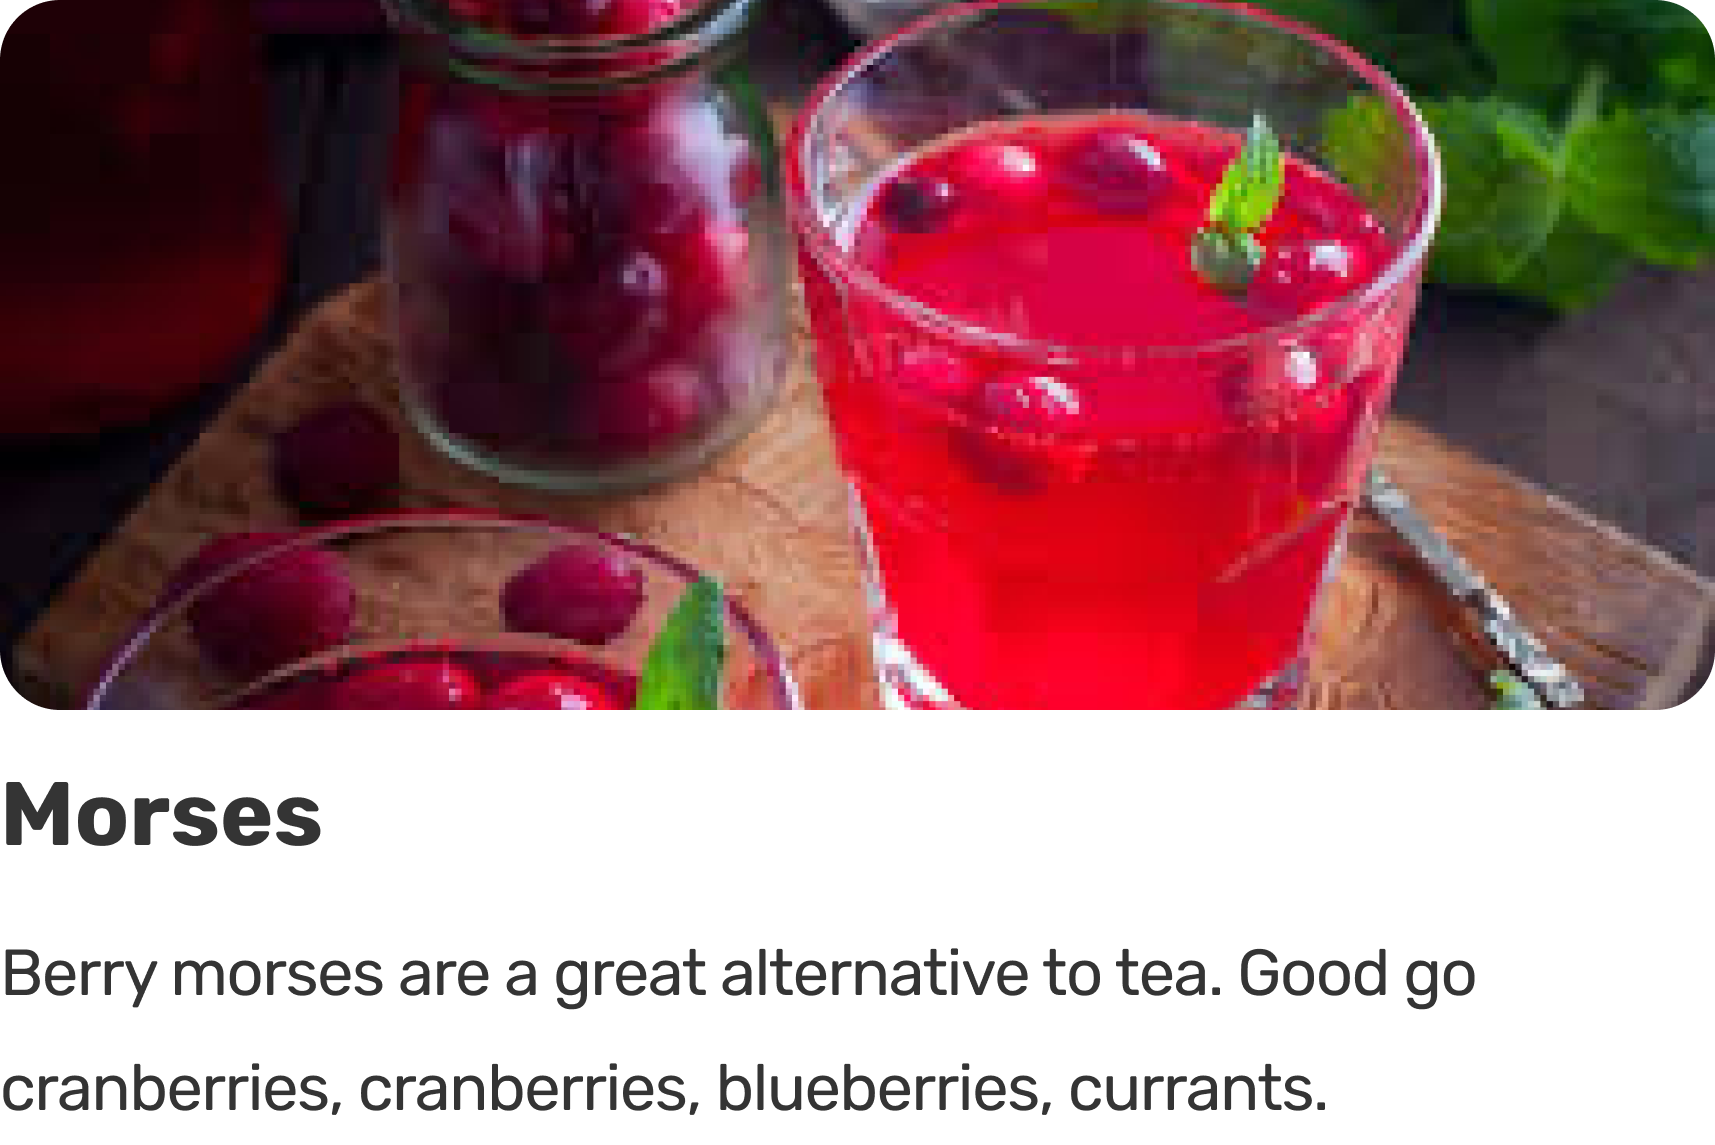 Morses
Berry morses are a great alternative to tea. Good go
cranberries, cranberries, blueberries, currants.